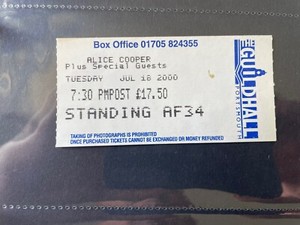 Box Office 01705 824355
ALICE COOPER
Plus Special Guests
TUESDAY JUL 18 2000
7:30 PMPOST £17.50
STANDING AF34
TAKING OF PHOTOGRAPHS IS PROHIBITED
ONCE PURCHASED TICKETS CANNOT BE EXCHANGED OR MONEY REFUNDED
THE GUILDHALL
PORTSMOUTH